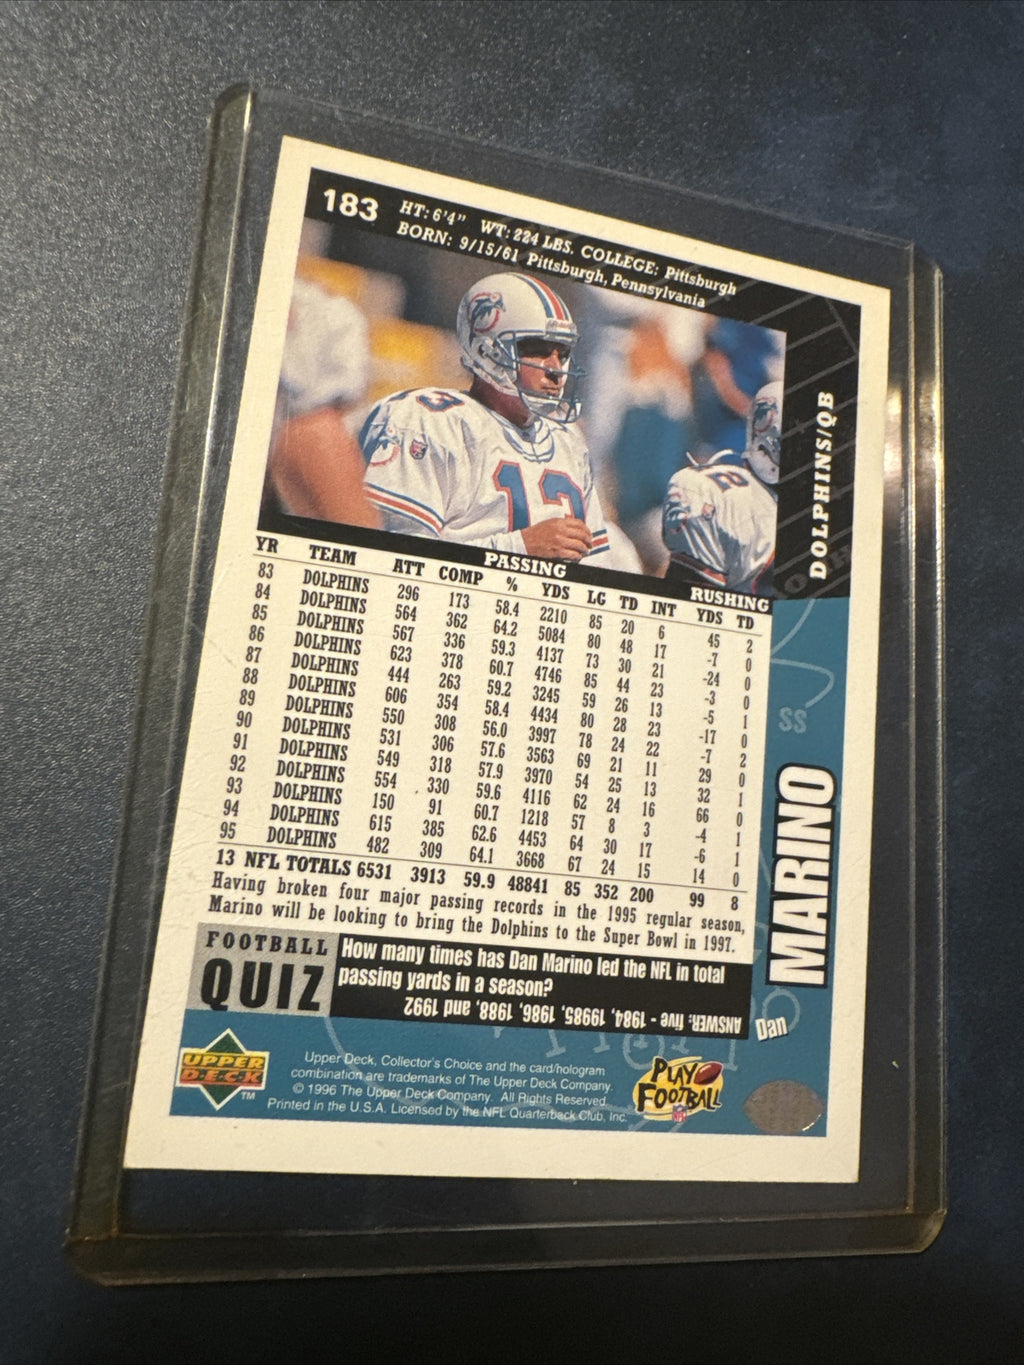 183
HT: 6'4" WT: 224 LBS. COLLEGE: Pittsburgh
BORN: 9/15/61 Pittsburgh, Pennsylvania
DOLPHINS/QB
13
13
2
PASSING RUSHING
YR TEAM ATT COMP % YDS LG TD INT YDS TD
83 DOLPHINS 296 173 58.4 2210 85 20 6 45 2
84 DOLPHINS 564 362 64.2 5084 80 48 17 -7 0
85 DOLPHINS 567 336 59.3 4137 73 30 21 -24 0
86 DOLPHINS 623 378 60.7 4746 85 44 23 -3 0
87 DOLPHINS 444 263 59.2 3245 59 26 13 -5 1
88 DOLPHINS 606 354 58.4 4434 80 28 23 -17 0
89 DOLPHINS 550 308 56.0 3997 78 24 22 -7 2
90 DOLPHINS 531 306 57.6 3563 69 21 11 29 0
91 DOLPHINS 549 318 57.9 3970 54 25 13 32 1
92 DOLPHINS 554 330 59.6 4116 62 24 16 66 0
93 DOLPHINS 150 91 60.7 1218 57 8 3 -4 1
94 DOLPHINS 615 385 62.6 4453 64 30 17 -6 1
95 DOLPHINS 482 309 64.1 3668 67 24 15 14 0
13 NFL TOTALS 6531 3913 59.9 48841 85 352 200 99 8
Having broken four major passing records in the 1995 regular season,
Marino will be looking to bring the Dolphins to the Super Bowl in 1997.
SS
Dan
MARINO
FOOTBALL
QUIZ
How many times has Dan Marino led the NFL in total
passing yards in a season?
ANSWER: five - 1984, 19985, 1986, 1988, and
1992
UPPER
DECK
TM
Upper Deck, Collector's Choice and the card/hologram
combination are trademarks of The Upper Deck Company.
© 1996 The Upper Deck Company. All Rights Reserved.
Printed in the U.S.A. Licensed by the NFL Quarterback Club, Inc.
PLAY
FOOTBALL
NFL